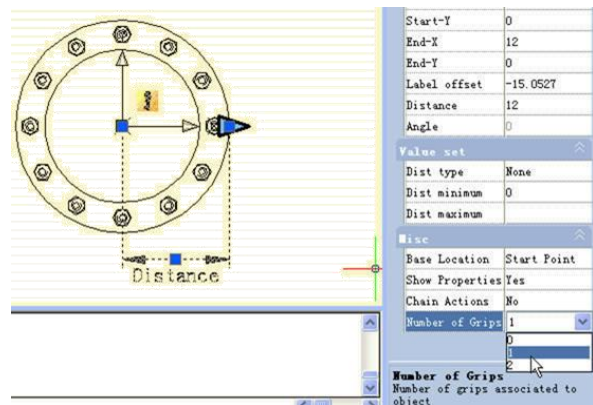 Distance
Start-Y 0
End-X 12
End-Y 0
Label offset -15.0527
Distance 12
Angle 0
Value set
Dist type None
Dist minimum 0
Dist maximum
Misc
Base Location Start Point
Show Properties Yes
Chain Actions No
Number of Grips 1
0
1
2
Number of Grips
Number of grips associated to
object